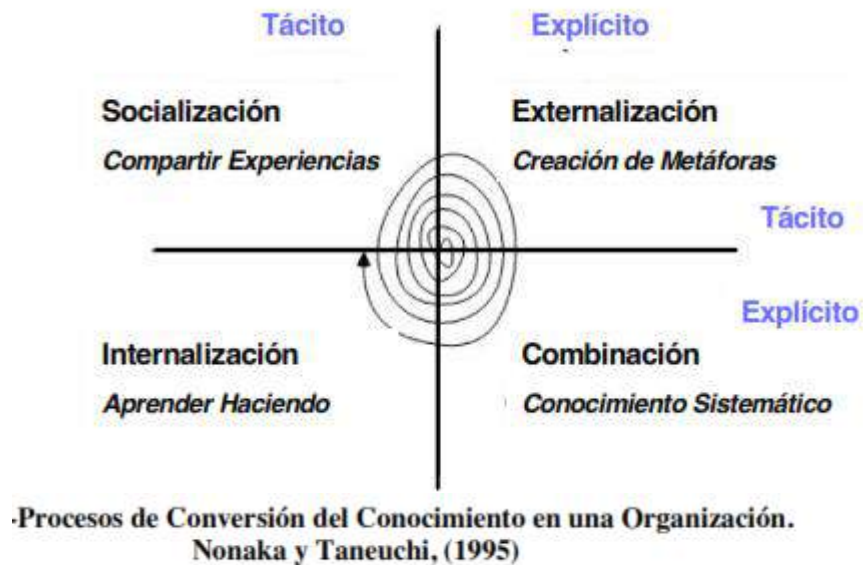 Tácito Explícito
Socialización Externalización
Compartir Experiencias Creación de Metáforas
Tácito
Explícito
Internalización Combinación
Aprender Haciendo Conocimiento Sistemático
-Procesos de Conversión del Conocimiento en una Organización.
Nonaka y Taneuchi, (1995)